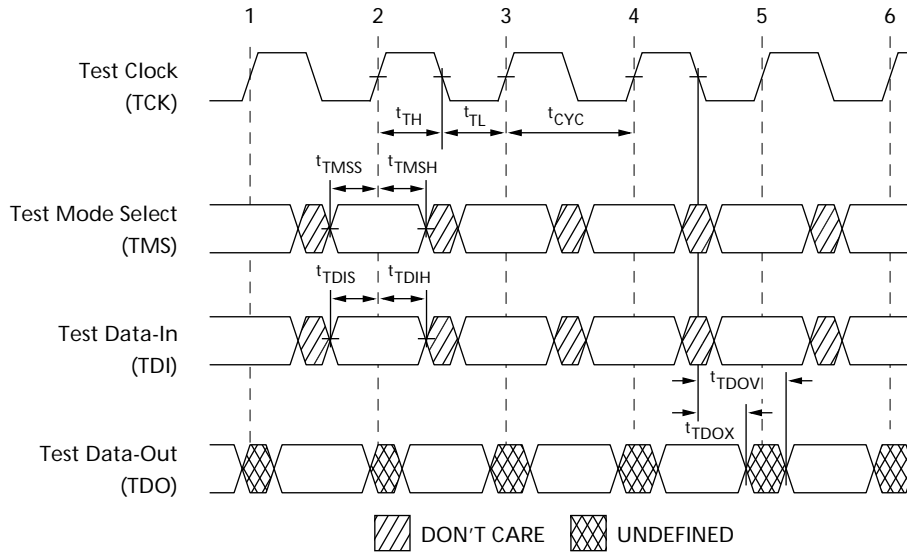 1 2 3 4 5 6
Test Clock
(TCK)
tTH tTL tCYC
tTMSS tTMSH
Test Mode Select
(TMS)
tTDIS tTDIH
Test Data-In
(TDI)
tTDOV
tTDOX
Test Data-Out
(TDO)
DON'T CARE UNDEFINED